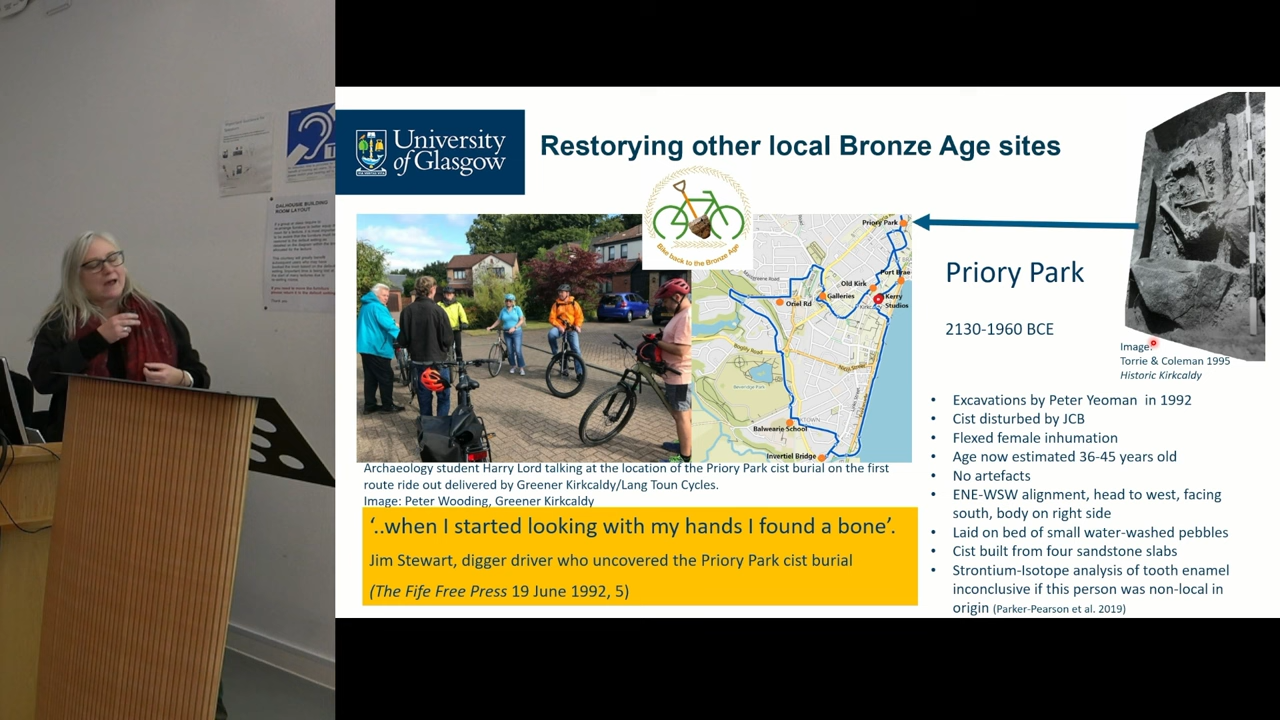 DALHOUSIE BUILDING
ROOM LAYOUT
Thank you
University
of Glasgow
Restorying other local Bronze Age sites
Bike back to the Bronze Age
Priory Park
Port Brae
Old Kirk
Galleries
Kerry
Studios
Oriel Rd
Balwearie School
Invertiel Bridge
Priory Park
2130-1960 BCE
Image:
Torrie & Coleman 1995
Historic Kirkcaldy
Archaeology student Harry Lord talking at the location of the Priory Park cist burial on the first
route ride out delivered by Greener Kirkcaldy/Lang Toun Cycles.
Image: Peter Wooding, Greener Kirkcaldy
‘..when I started looking with my hands I found a bone’.
Jim Stewart, digger driver who uncovered the Priory Park cist burial
(The Fife Free Press 19 June 1992, 5)
• Excavations by Peter Yeoman in 1992
• Cist disturbed by JCB
• Flexed female inhumation
• Age now estimated 36-45 years old
• No artefacts
• ENE-WSW alignment, head to west, facing
south, body on right side
• Laid on bed of small water-washed pebbles
• Cist built from four sandstone slabs
• Strontium-Isotope analysis of tooth enamel
inconclusive if this person was non-local in
origin (Parker-Pearson et al. 2019)